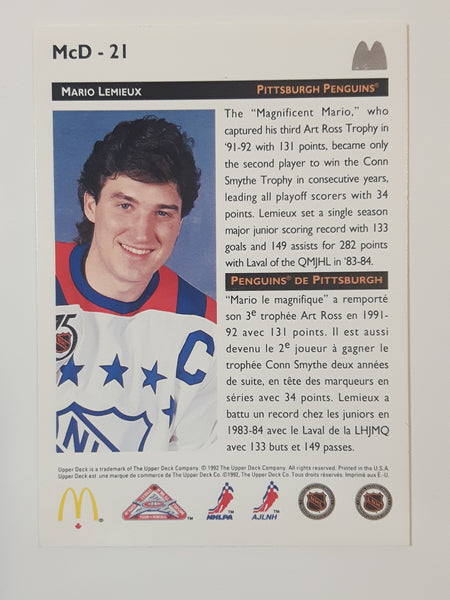 McD - 21
MARIO LEMIEUX
PITTSBURGH PENGUINS®
The "Magnificent Mario," who
captured his third Art Ross Trophy in
'91-92 with 131 points, became only
the second player to win the Conn
Smythe Trophy in consecutive years,
leading all playoff scorers with 34
points. Lemieux set a single season
major junior scoring record with 133
goals and 149 assists for 282 points
with Laval of the QMJHL in '83-84.
PENGUINS® DE PITTSBURGH
"Mario le magnifique" a remporté
son 3e trophée Art Ross en 1991-
92 avec 131 points. Il est aussi
devenu le 2e joueur à gagner le
trophée Conn Smythe deux années
de suite, en tête des marqueurs en
séries avec 34 points. Lemieux a
battu un record chez les juniors en
1983-84 avec le Laval de la LHJMQ
avec 133 buts et 149 passes.
75
C
Upper Deck is a trademark of The Upper Deck Company. © 1992 The Upper Deck Company. All rights reserved. Printed in the U.S.A.
Upper Deck est une marque de commerce de The Upper Deck Co. ©1992, The Upper Deck Co. Tous droits réservés. Imprimé aux É.-U.
NHLPA
AJLNH